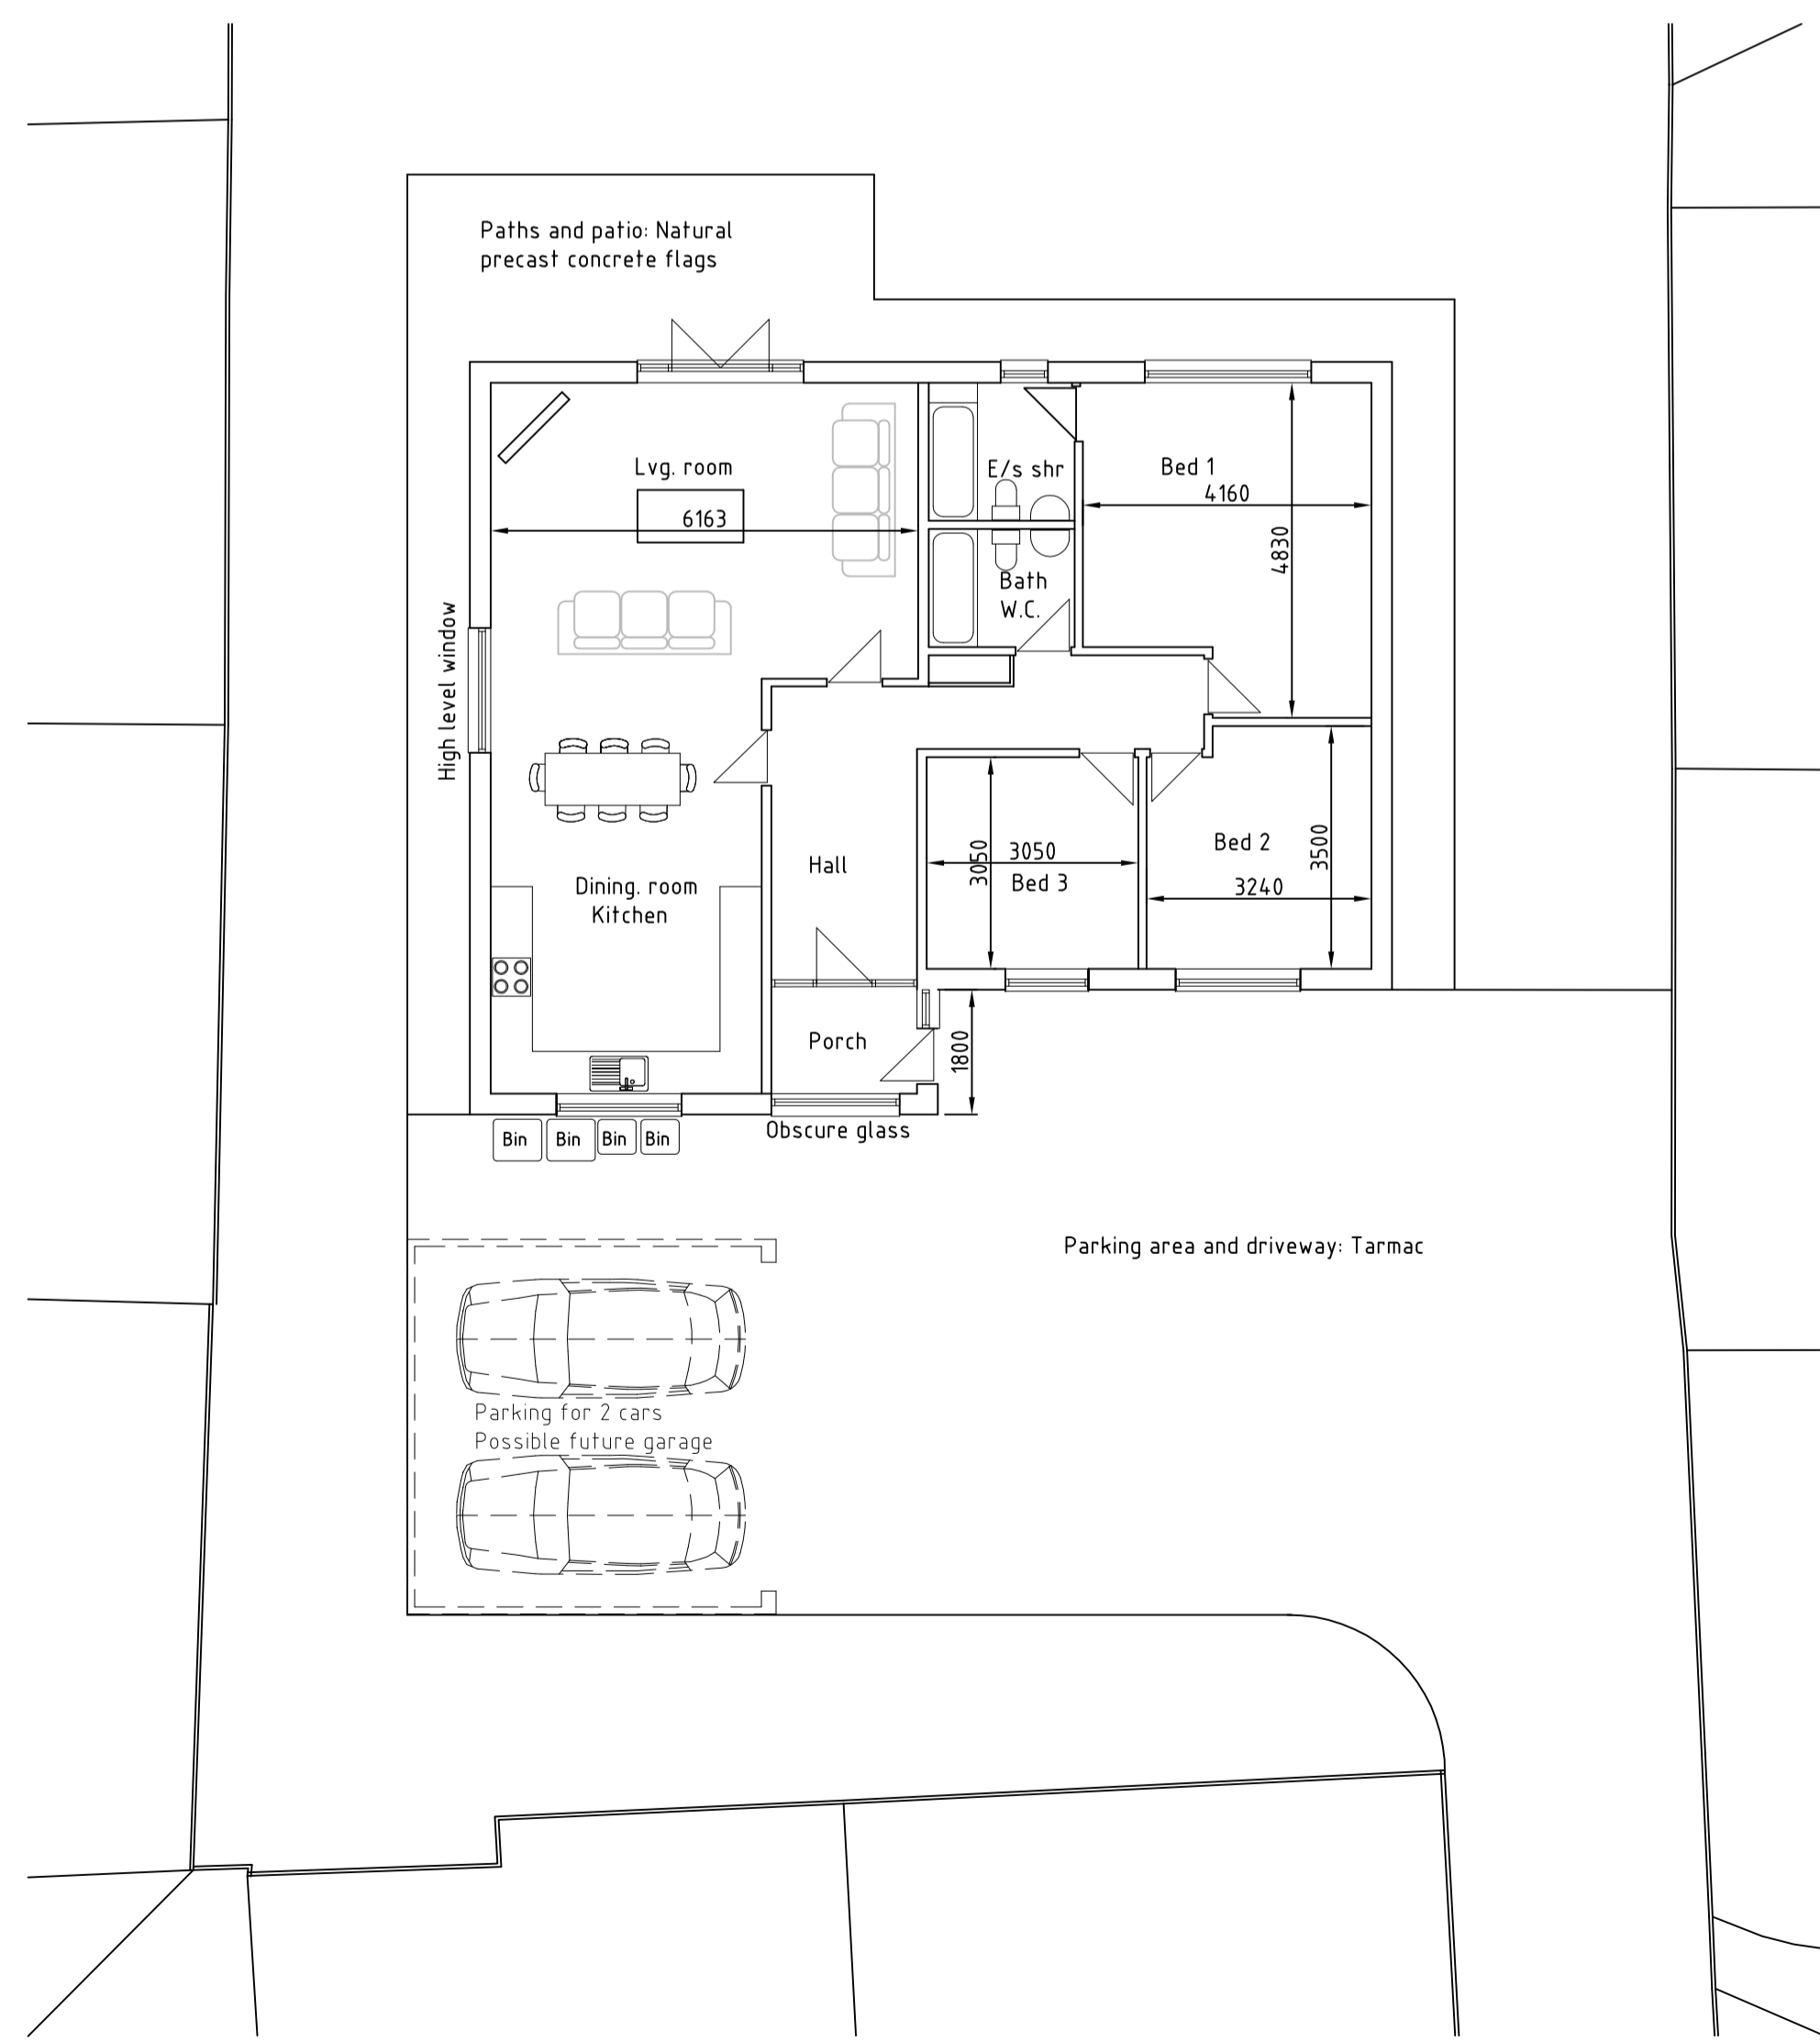 Paths and patio: Natural
precast concrete flags
Lvg. room
6163
E/s shr
Bed 1
4160
4830
Bath
W.C.
High level window
Hall
3050
3050
Bed 3
Bed 2
3500
3240
Dining. room
Kitchen
Porch
1800
Obscure glass
Bin
Bin
Bin
Bin
Parking area and driveway: Tarmac
Parking for 2 cars
Possible future garage